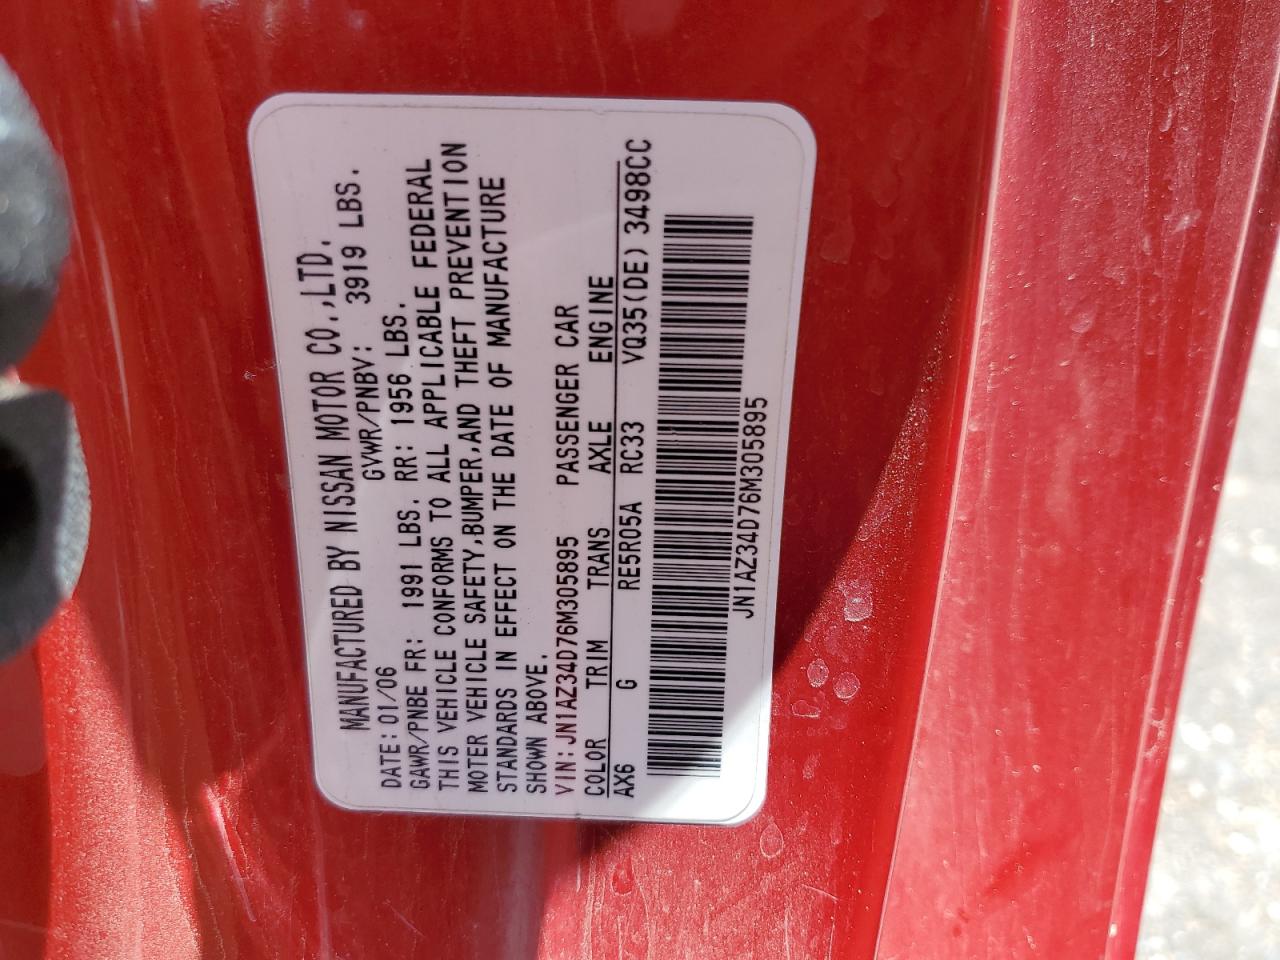 MANUFACTURED BY NISSAN MOTOR CO.,LTD.
DATE: 01/06 GVWR/PNBV: 3919 LBS.
GAWR/PNBE FR: 1991 LBS. RR: 1956 LBS.
THIS VEHICLE CONFORMS TO ALL APPLICABLE FEDERAL
MOTER VEHICLE SAFETY,BUMPER,AND THEFT PREVENTION
STANDARDS IN EFFECT ON THE DATE OF MANUFACTURE
SHOWN ABOVE.
VIN: JN1AZ34D76M305895 PASSENGER CAR
COLOR TRIM TRANS AXLE ENGINE
AX6 G RE5R05A RC33 VQ35(DE) 3498CC
JN1AZ34D76M305895